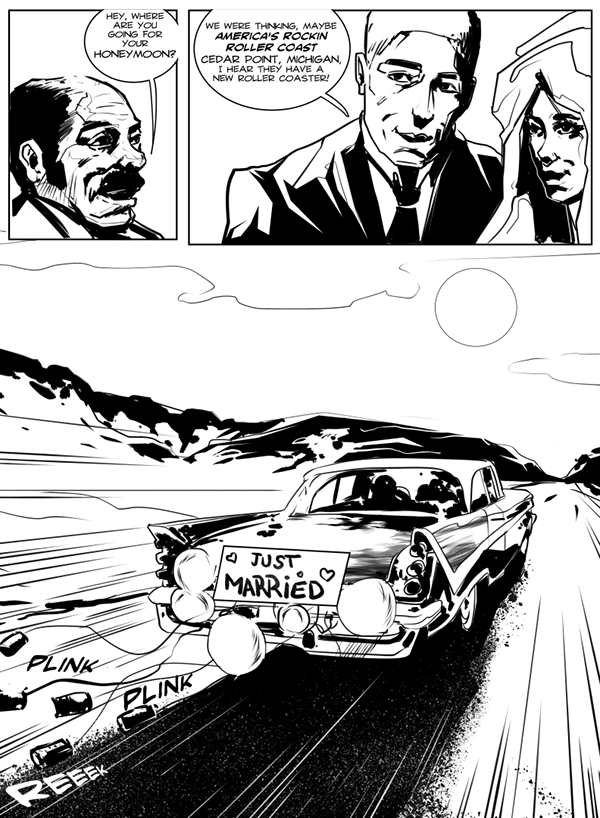 HEY, WHERE
ARE YOU
GOING FOR
YOUR
HONEYMOON?
WE WERE THINKING, MAYBE
AMERICA'S ROCKIN
ROLLER COAST
CEDAR POINT, MICHIGAN,
I HEAR THEY HAVE A
NEW ROLLER COASTER!
JUST
MARRIED
PLINK
PLINK
REEEK